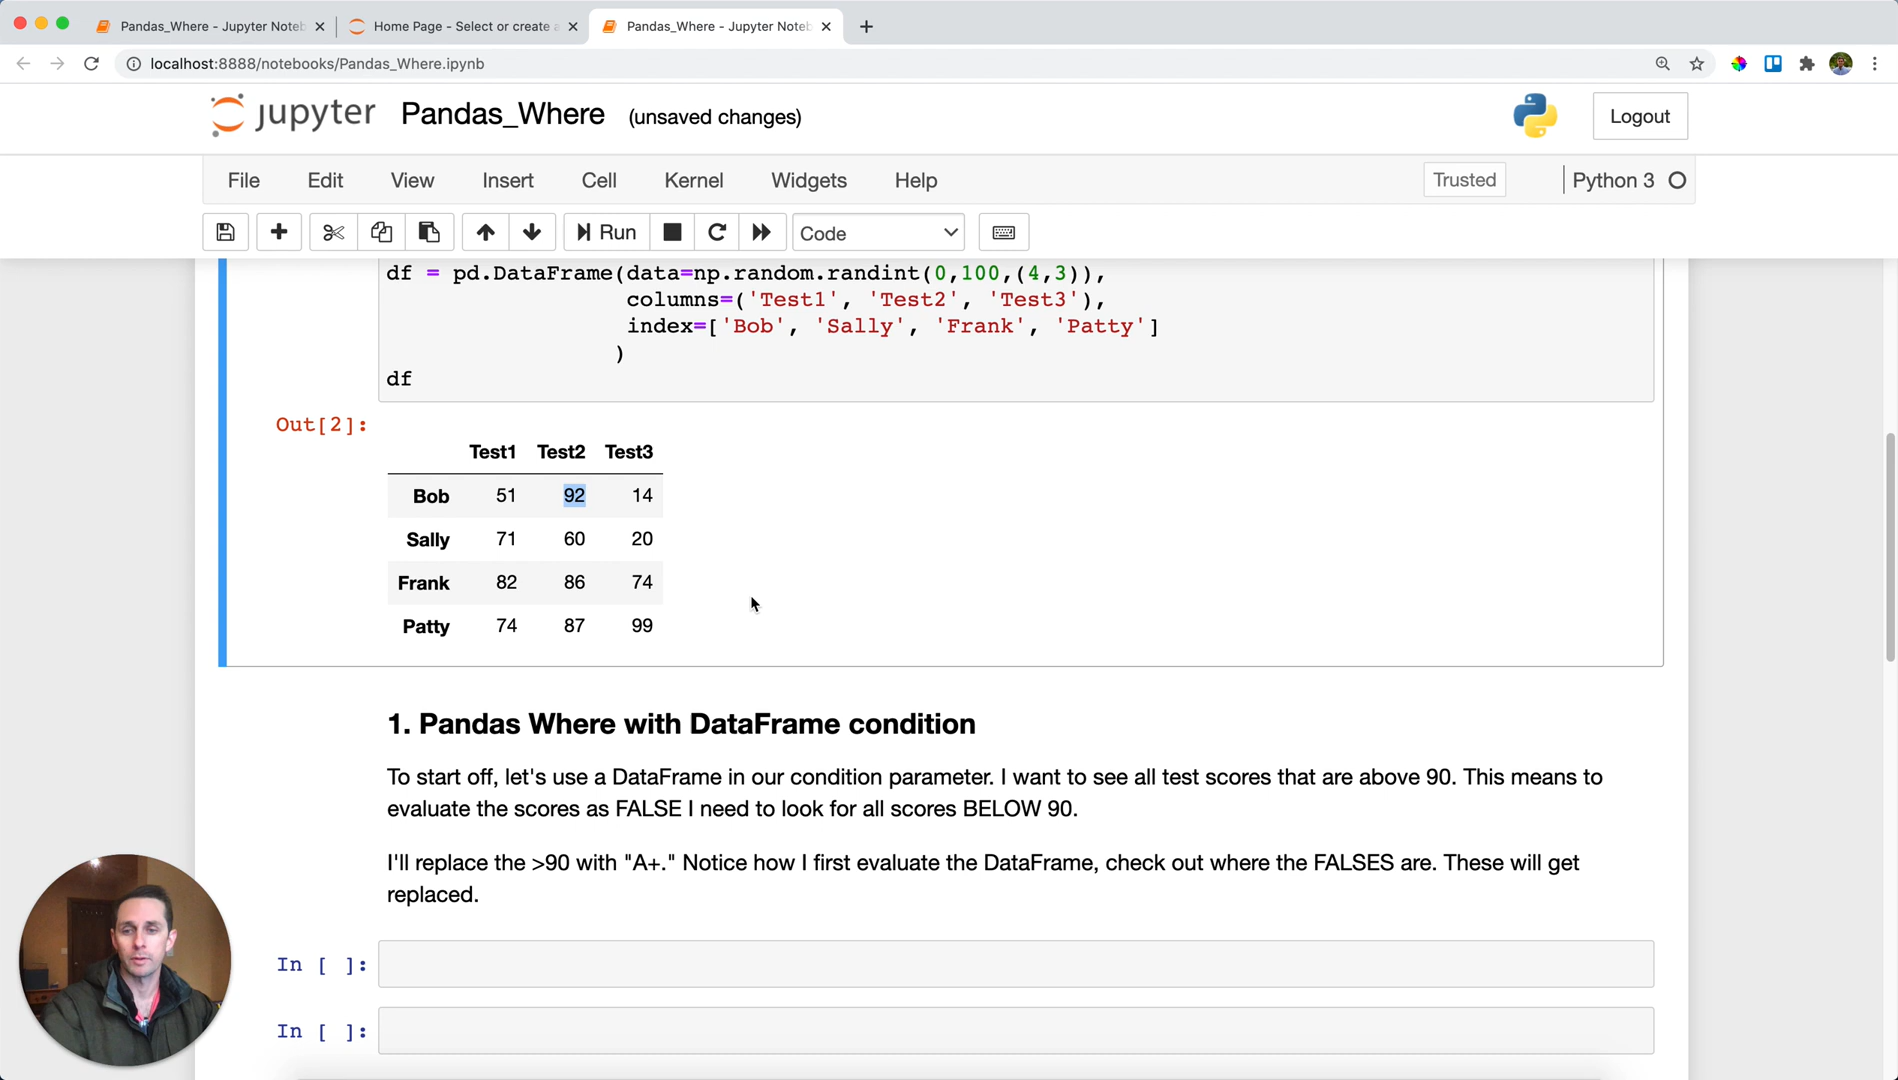 Pandas_Where - Jupyter Noteb
Home Page - Select or create a
Pandas_Where - Jupyter Noteb
localhost:8888/notebooks/Pandas_Where.ipynb
jupyter Pandas_Where (unsaved changes)
Logout
File Edit View Insert Cell Kernel Widgets Help Trusted Python 3
Run Code
df = pd.DataFrame(data=np.random.randint(0,100,(4,3)),
columns=('Test1', 'Test2', 'Test3'),
index=['Bob', 'Sally', 'Frank', 'Patty']
)
df
Out[2]:
Test1 Test2 Test3
Bob 51 92 14
Sally 71 60 20
Frank 82 86 74
Patty 74 87 99
1. Pandas Where with DataFrame condition
To start off, let's use a DataFrame in our condition parameter. I want to see all test scores that are above 90. This means to
evaluate the scores as FALSE I need to look for all scores BELOW 90.
I'll replace the >90 with "A+." Notice how I first evaluate the DataFrame, check out where the FALSES are. These will get
replaced.
In [ ]:
In [ ]: